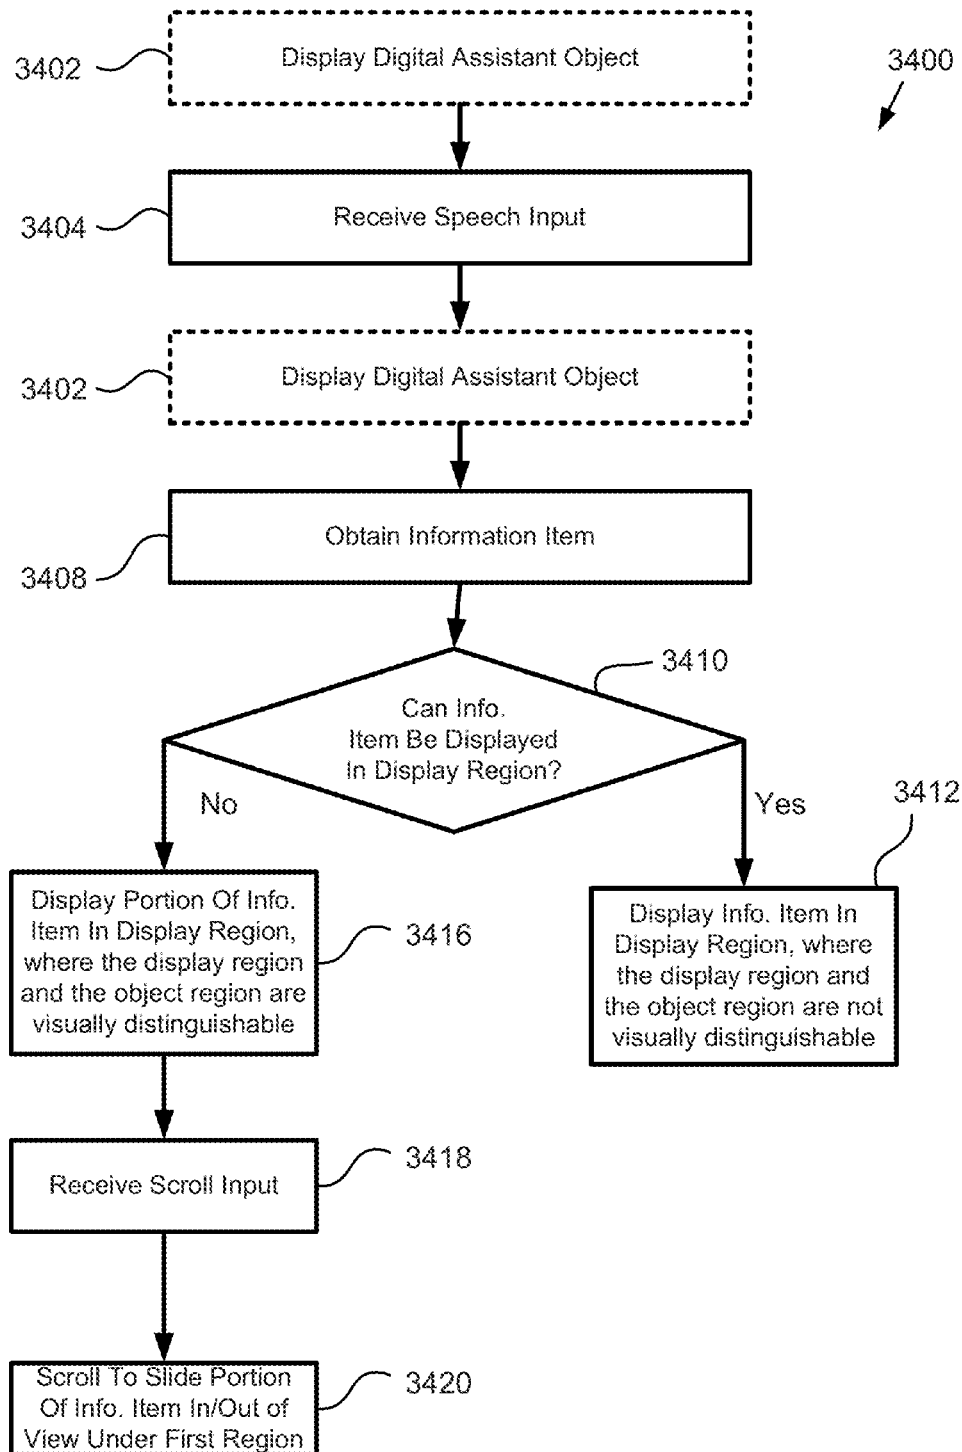 Display Digital Assistant Object
3402
3400
Receive Speech Input
3404
Display Digital Assistant Object
3402
Obtain Information Item
3408
3410
Can Info.
Item Be Displayed
In Display Region?
No
Yes
3412
Display Portion Of Info.
Item In Display Region,
where the display region
and the object region are
visually distinguishable
3416
Display Info. Item In
Display Region, where
the display region and
the object region are not
visually distinguishable
3418
Receive Scroll Input
3420
Scroll To Slide Portion
Of Info. Item In/Out of
View Under First Region